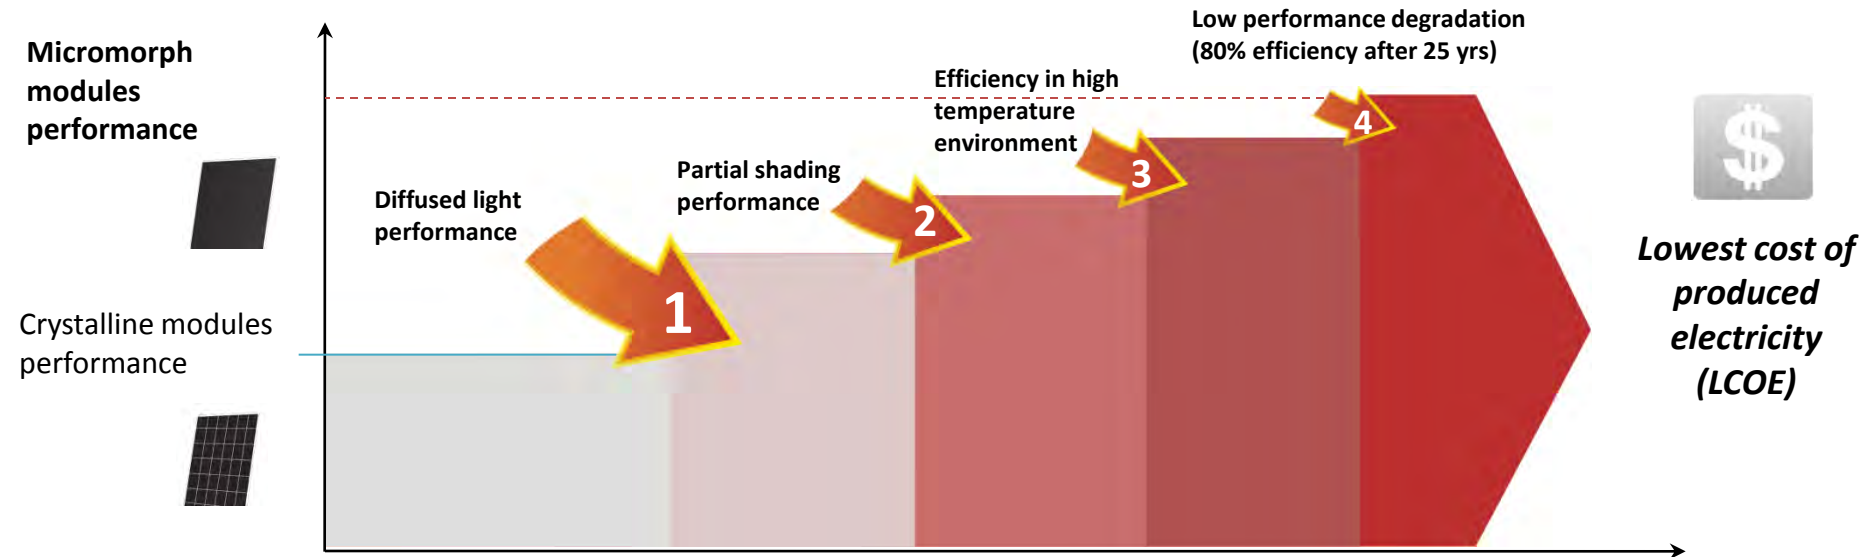 Micromorph
modules
performance
Crystalline modules
performance
Diffused light
performance
1
Partial shading
performance
2
Efficiency in high
temperature
environment
3
Low performance degradation
(80% efficiency after 25 yrs)
4
$
Lowest cost of
produced
electricity
(LCOE)